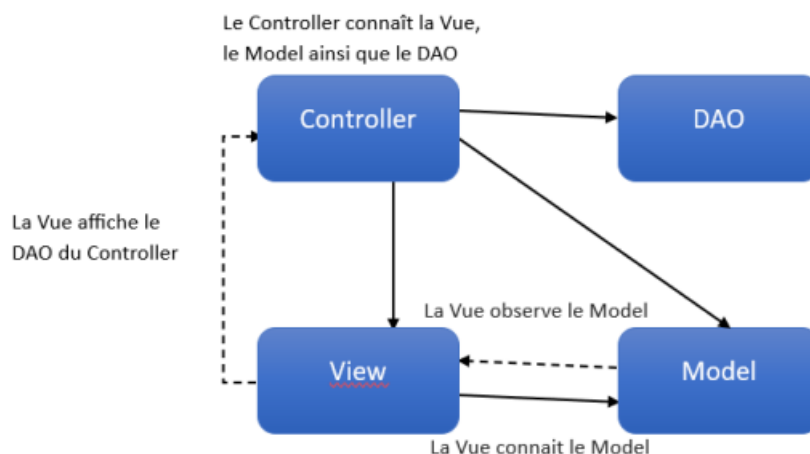 Le Controller connaît la Vue,
le Model ainsi que le DAO
Controller
DAO
La Vue affiche le
DAO du Controller
La Vue observe le Model
View
Model
La Vue connait le Model